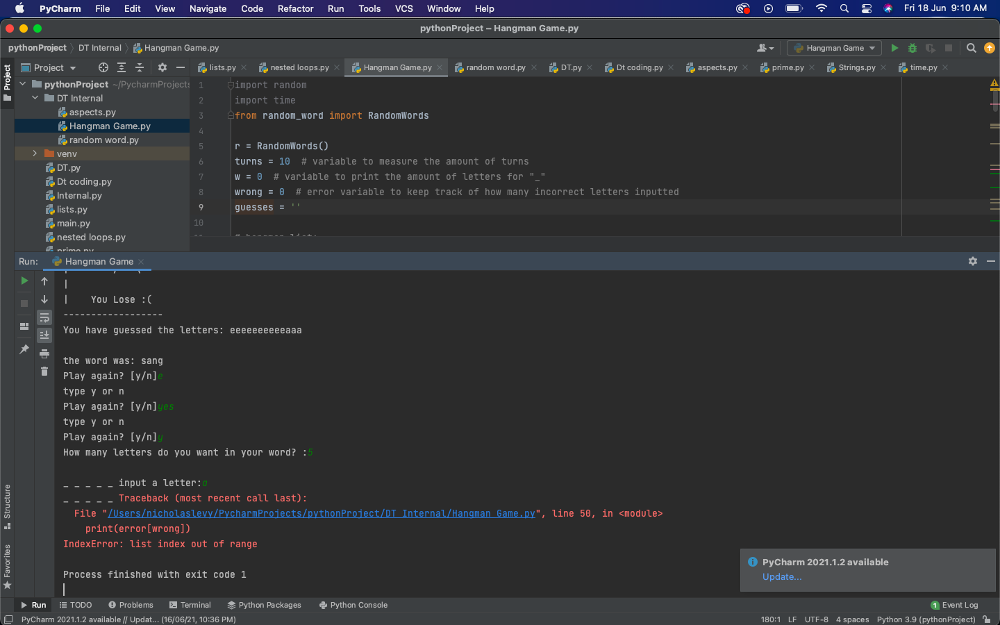 PyCharm File Edit View Navigate Code Refactor Run Tools VCS Window Help Fri 18 Jun 9:10 AM
pythonProject – Hangman Game.py
pythonProject DT Internal Hangman Game.py Hangman Game
Project lists.py nested loops.py Hangman Game.py random word.py DT.py Dt coding.py aspects.py prime.py Strings.py time.py
Project
pythonProject ~/PycharmProjects
DT Internal
aspects.py
Hangman Game.py
random word.py
venv
DT.py
Dt coding.py
Internal.py
lists.py
main.py
nested loops.py
prime.py
1 import random
2 import time
3 from random_word import RandomWords
4
5 r = RandomWords()
6 turns = 10 # variable to measure the amount of turns
7 w = 0 # variable to print the amount of letters for "_"
8 wrong = 0 # error variable to keep track of how many incorrect letters inputted
9 guesses = ''
10
11 # hangman list:
Run: Hangman Game
|
| You Lose :(
------------------
You have guessed the letters: eeeeeeeeeeaaa
the word was: sang
Play again? [y/n]e
type y or n
Play again? [y/n]yes
type y or n
Play again? [y/n]y
How many letters do you want in your word? :5
_ _ _ _ _ input a letter:a
_ _ _ _ _ Traceback (most recent call last):
File "/Users/nicholaslevy/PycharmProjects/pythonProject/DT Internal/Hangman Game.py", line 50, in <module>
print(error[wrong])
IndexError: list index out of range
Process finished with exit code 1
Structure
Favorites
PyCharm 2021.1.2 available
Update...
Run TODO Problems Terminal Python Packages Python Console 1 Event Log
PyCharm 2021.1.2 available // Updat... (16/06/21, 10:36 PM) 180:1 LF UTF-8 4 spaces Python 3.9 (pythonProject)